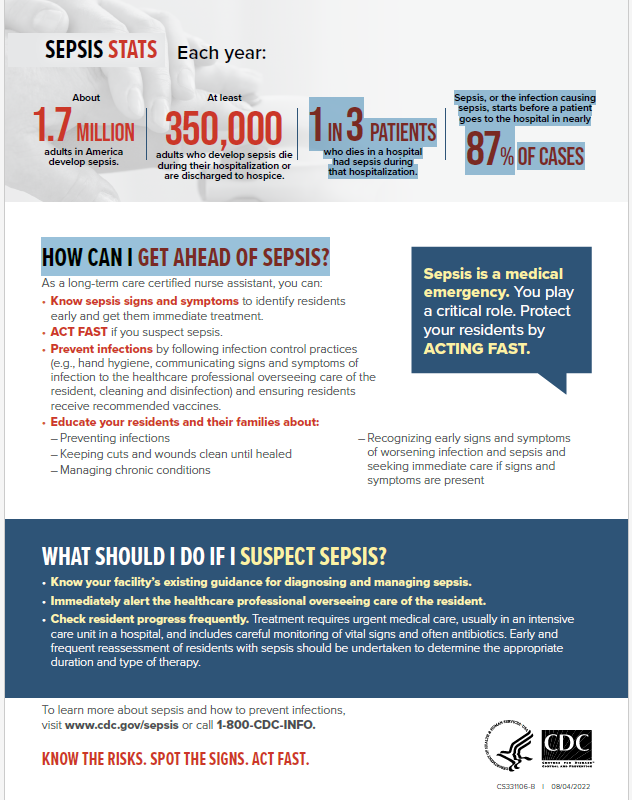 SEPSIS STATS Each year:
About
1.7 MILLION
adults in America
develop sepsis.
At least
350,000
adults who develop sepsis die
during their hospitalization or
are discharged to hospice.
1 IN 3 PATIENTS
who dies in a hospital
had sepsis during
that hospitalization.
Sepsis, or the infection causing
sepsis, starts before a patient
goes to the hospital in nearly
87% OF CASES
HOW CAN I GET AHEAD OF SEPSIS?
As a long-term care certified nurse assistant, you can:
• Know sepsis signs and symptoms to identify residents
early and get them immediate treatment.
• ACT FAST if you suspect sepsis.
• Prevent infections by following infection control practices
(e.g., hand hygiene, communicating signs and symptoms of
infection to the healthcare professional overseeing care of the
resident, cleaning and disinfection) and ensuring residents
receive recommended vaccines.
• Educate your residents and their families about:
– Preventing infections
– Keeping cuts and wounds clean until healed
– Managing chronic conditions
– Recognizing early signs and symptoms
of worsening infection and sepsis and
seeking immediate care if signs and
symptoms are present
Sepsis is a medical
emergency. You play
a critical role. Protect
your residents by
ACTING FAST.
WHAT SHOULD I DO IF I SUSPECT SEPSIS?
• Know your facility's existing guidance for diagnosing and managing sepsis.
• Immediately alert the healthcare professional overseeing care of the resident.
• Check resident progress frequently. Treatment requires urgent medical care, usually in an intensive
care unit in a hospital, and includes careful monitoring of vital signs and often antibiotics. Early and
frequent reassessment of residents with sepsis should be undertaken to determine the appropriate
duration and type of therapy.
To learn more about sepsis and how to prevent infections,
visit www.cdc.gov/sepsis or call 1-800-CDC-INFO.
KNOW THE RISKS. SPOT THE SIGNS. ACT FAST.
CDC
CENTERS FOR DISEASE
CONTROL AND PREVENTION
CS331106-B | 08/04/2022